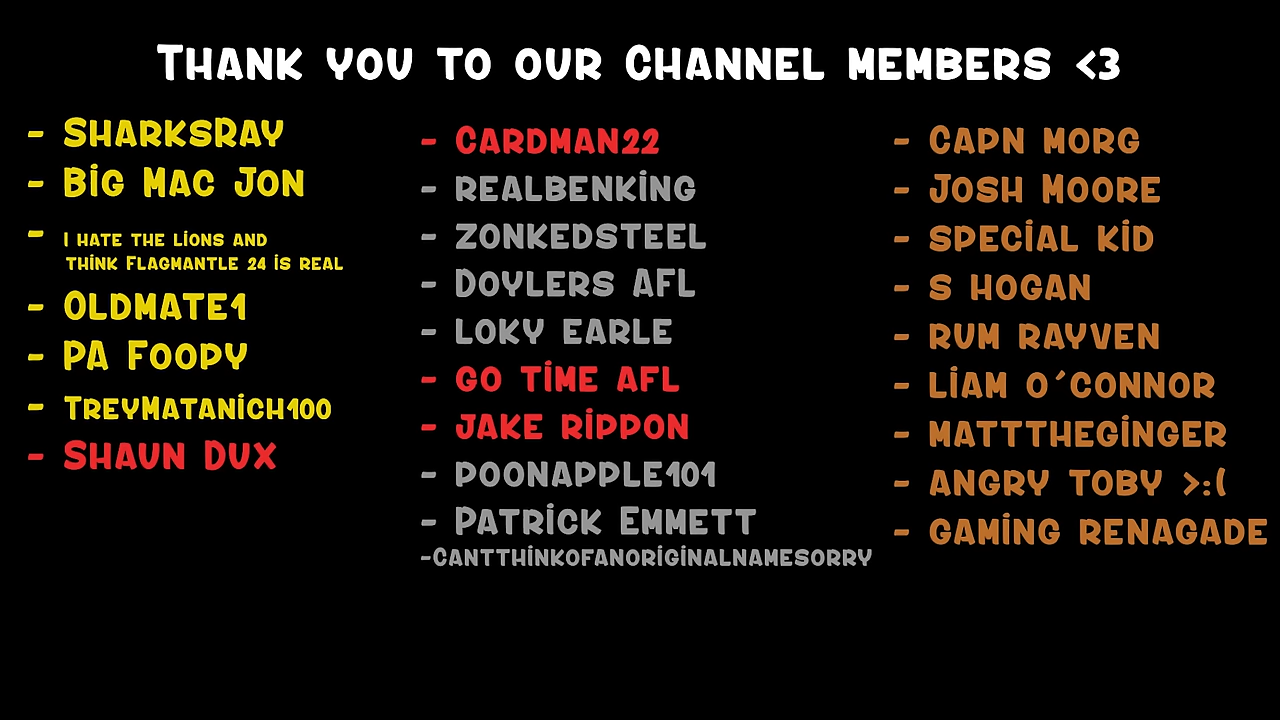 Thank you to our Channel members <3
- SharksRay
- Big Mac Jon
- I hate the lions and
think Flagmantle 24 is real
- Oldmate1
- PA Foopy
- TreyMatanich100
- Shaun Dux
- Cardman22
- realbenking
- zonkedsteel
- Doylers AFL
- loky earle
- go time afl
- jake rippon
- poonapple101
- Patrick Emmett
-Cantthinkofanoriginalnamesorry
- Capn morg
- Josh Moore
- special kid
- s hogan
- rum rayven
- liam o'connor
- matttheginger
- angry toby >:(
- gaming renagade